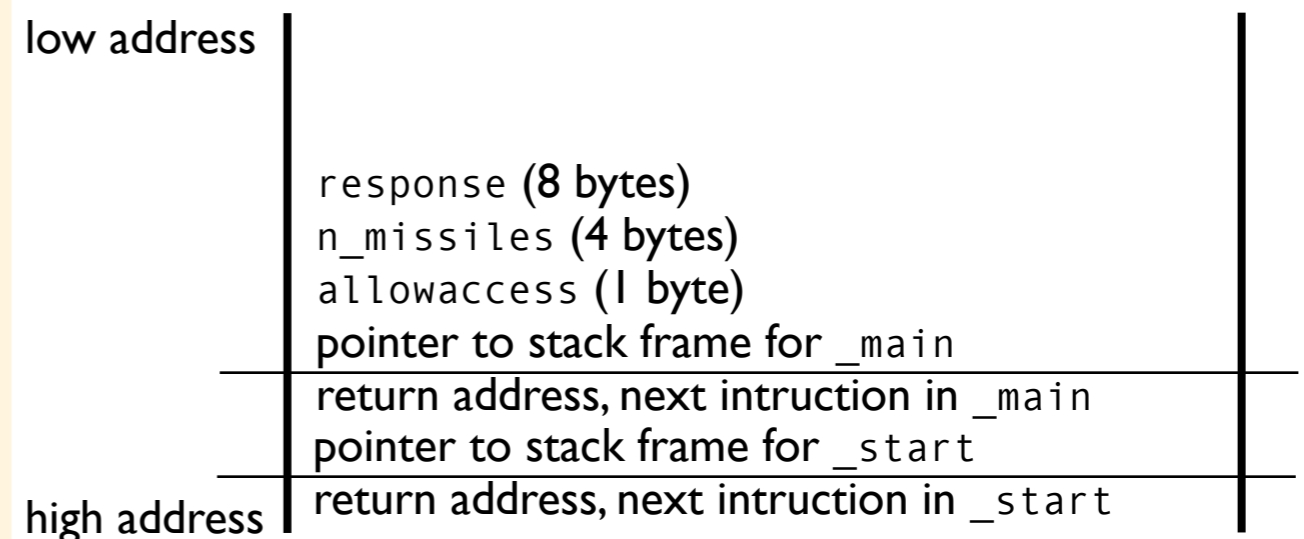 low address
response (8 bytes)
n_missiles (4 bytes)
allowaccess (1 byte)
pointer to stack frame for _main
return address, next intruction in _main
pointer to stack frame for _start
return address, next intruction in _start
high address